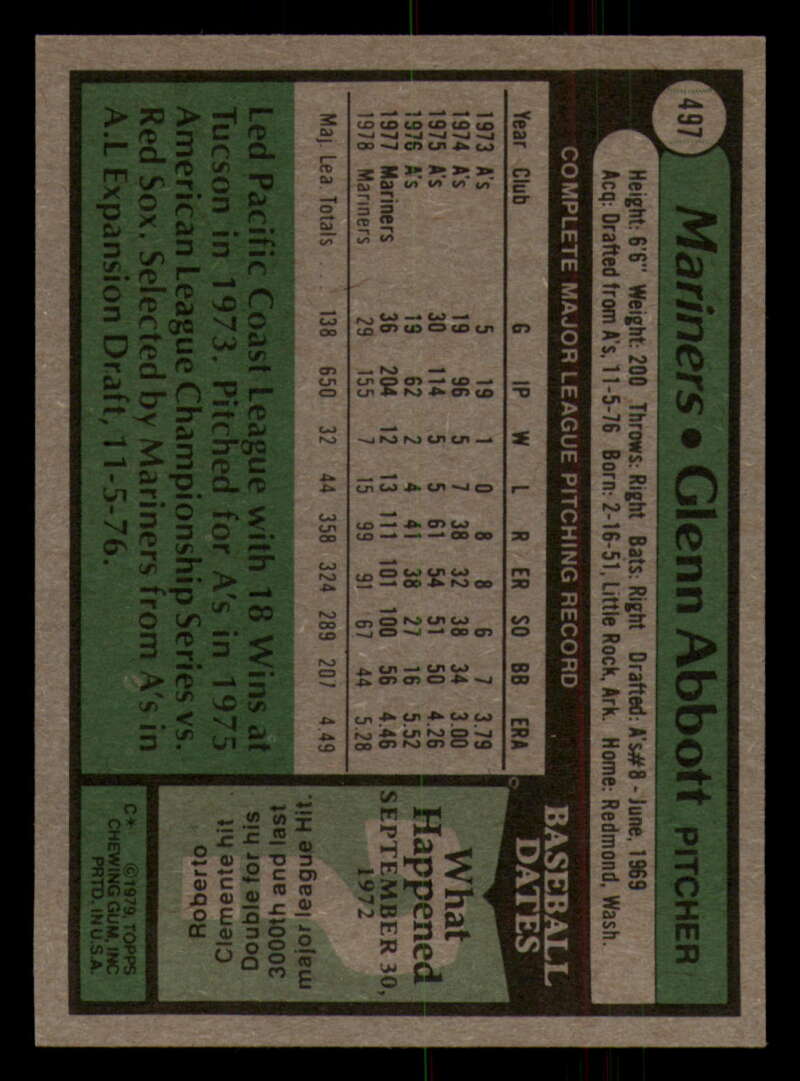 497
Mariners • Glenn Abbott PITCHER
Height: 6'6" Weight: 200 Throws: Right Bats: Right Drafted: A's#8 - June, 1969
Acq: Drafted from A's, 11-5-76 Born: 2-16-51, Little Rock, Ark. Home: Redmond, Wash.
COMPLETE MAJOR LEAGUE PITCHING RECORD
Year Club G IP W L R ER SO BB ERA
1973 A's 5 19 1 0 8 8 6 7 3.79
1974 A's 19 96 5 7 38 32 38 34 3.00
1975 A's 30 114 5 5 61 54 51 50 4.26
1976 A's 19 62 2 4 41 38 27 16 5.52
1977 Mariners 36 204 12 13 111 101 100 56 4.46
1978 Mariners 29 155 7 15 99 91 67 44 5.28
Maj. Lea. Totals 138 650 32 44 358 324 289 207 4.49
Led Pacific Coast League with 18 Wins at
Tucson in 1973. Pitched for A's in 1975
American League Championship Series vs.
Red Sox. Selected by Mariners from A's in
A.L Expansion Draft, 11-5-76.
BASEBALL
DATES
What
Happened
SEPTEMBER 30,
1972
Roberto
Clemente hit
Double for his
3000th and last
major league Hit.
C* ©1979, TOPPS
CHEWING GUM, INC
PRTD. IN U.S.A.